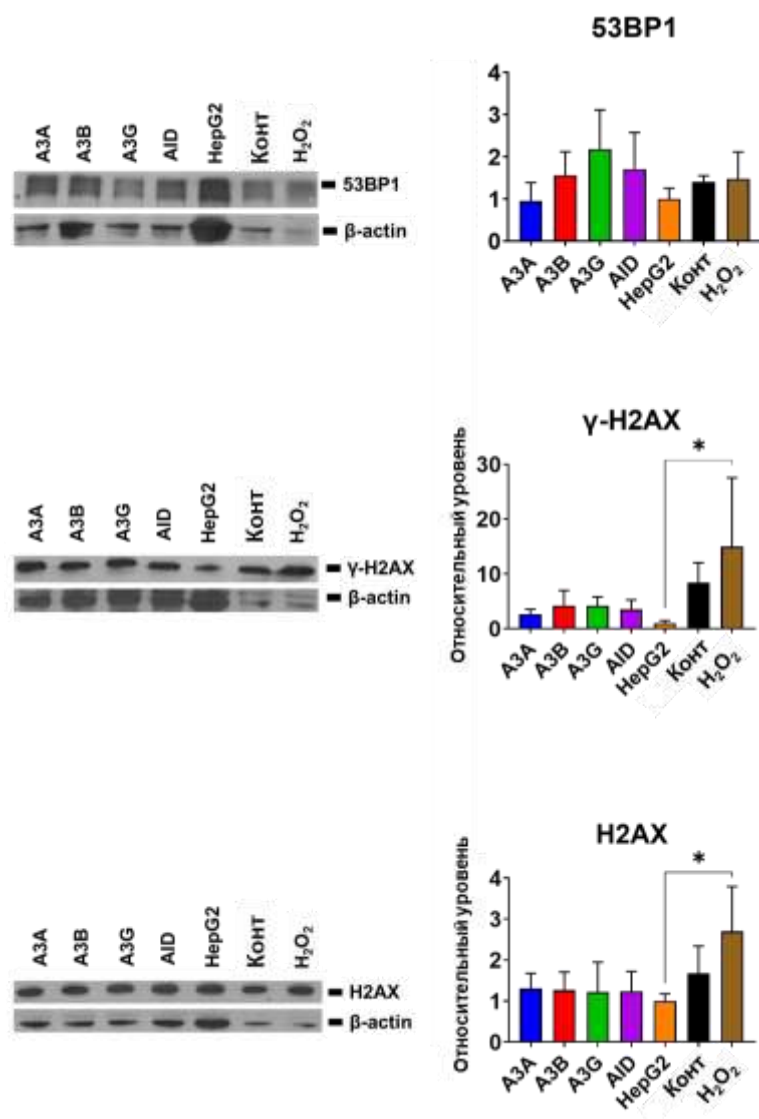 53BP1
A3A A3B A3G AID HepG2 Конт H₂O₂
53BP1
β-actin
4
3
2
1
0
A3A A3B A3G AID HepG2 Конт H₂O₂
γ-H2AX
A3A A3B A3G AID HepG2 Конт H₂O₂
γ-H2AX
β-actin
Относительный уровень
*
30
20
10
0
A3A A3B A3G AID HepG2 Конт H₂O₂
H2AX
A3A A3B A3G AID HepG2 Конт H₂O₂
H2AX
β-actin
Относительный уровень
*
4
3
2
1
0
A3A A3B A3G AID HepG2 Конт H₂O₂